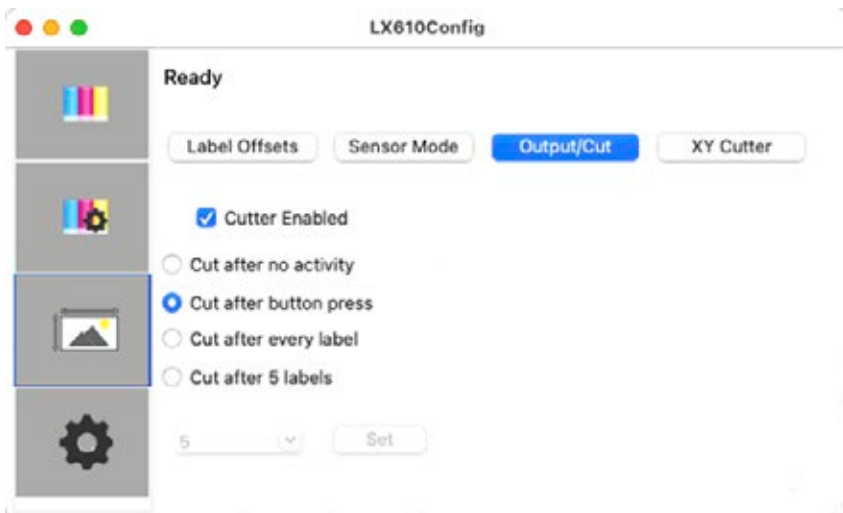 LX610Config
Ready
Label Offsets Sensor Mode Output/Cut XY Cutter
Cutter Enabled
Cut after no activity
Cut after button press
Cut after every label
Cut after 5 labels
5 Set